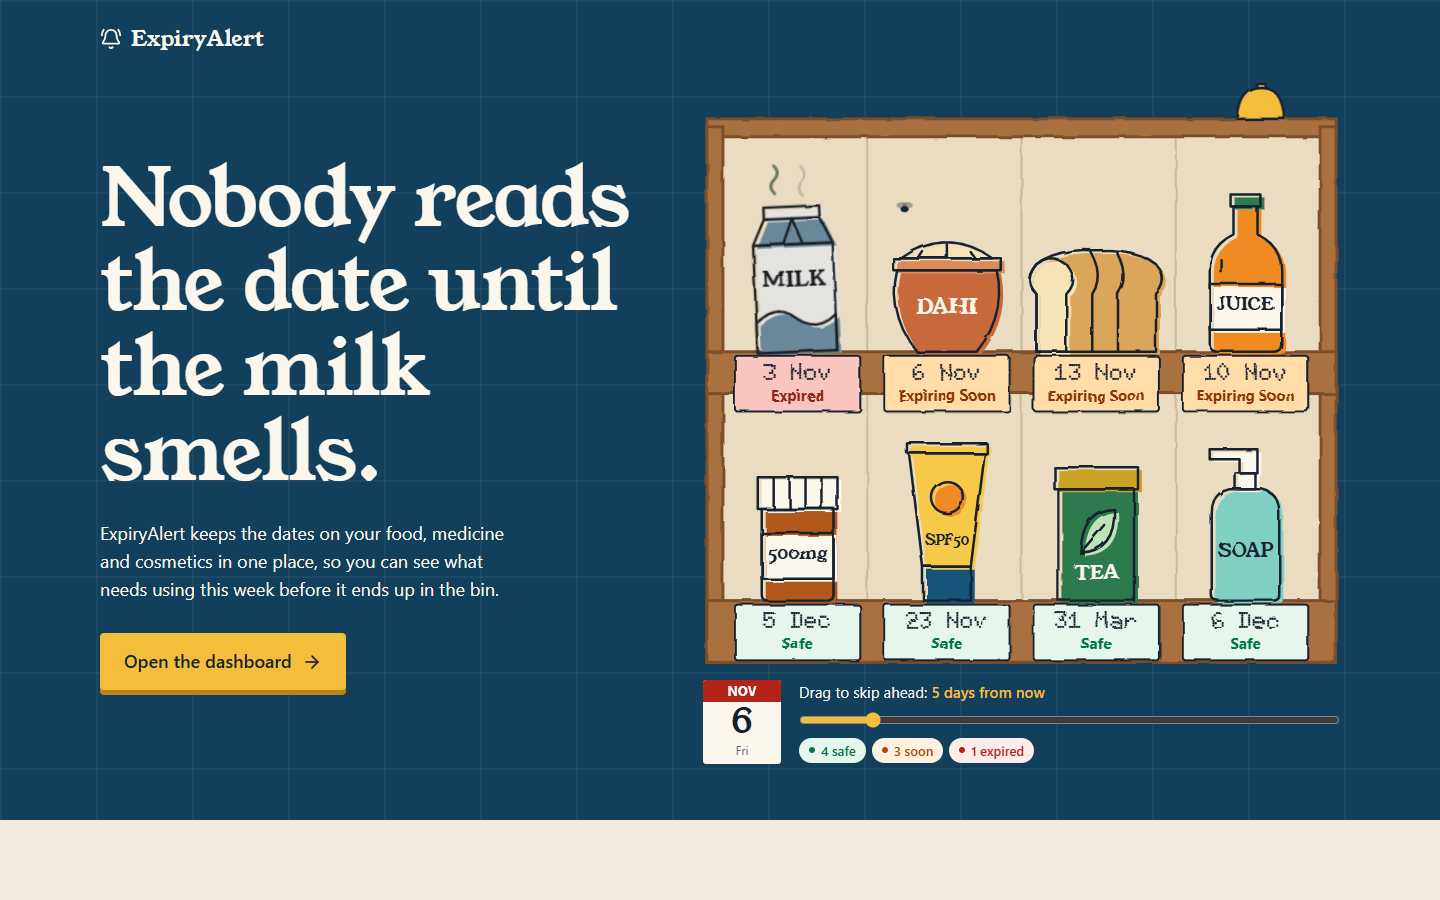 ExpiryAlert
Nobody reads
the date until
the milk
smells.
ExpiryAlert keeps the dates on your food, medicine
and cosmetics in one place, so you can see what
needs using this week before it ends up in the bin.
Open the dashboard
MILK
DAHI
JUICE
3 Nov
Expired
6 Nov
Expiring Soon
13 Nov
Expiring Soon
10 Nov
Expiring Soon
500mg
SPF50
TEA
SOAP
5 Dec
Safe
23 Nov
Safe
31 Mar
Safe
6 Dec
Safe
NOV
6
Fri
Drag to skip ahead: 5 days from now
4 safe
3 soon
1 expired